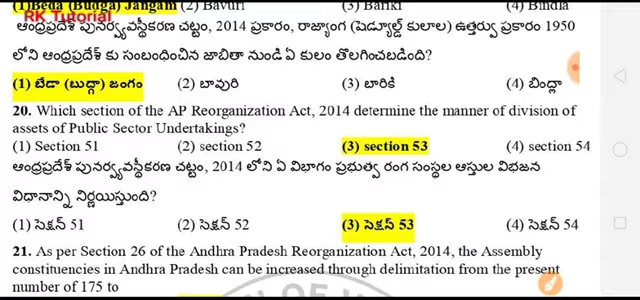 (1)Beda (Budga) Jangam (2) Bavuri (3) Bariki (4) Bindla
RK Tutorial
ఆంధ్రప్రదేశ్ పునర్వ్యవస్థీకరణ చట్టం, 2014 ప్రకారం, రాజ్యాంగ (షెడ్యూల్డ్ కులాల) ఉత్తర్వు ప్రకారం 1950
లోని ఆంధ్రప్రదేశ్ కు సంబంధించిన జాబితా నుండి ఏ కులం తొలగించబడింది?
(1) బేడా (బుడ్గా) జంగం (2) బావురి (3) బారికి (4) బింద్లా
20. Which section of the AP Reorganization Act, 2014 determine the manner of division of
assets of Public Sector Undertakings?
(1) Section 51 (2) section 52 (3) section 53 (4) section 54
ఆంధ్రప్రదేశ్ పునర్వ్యవస్థీకరణ చట్టం, 2014 లోని ఏ విభాగం ప్రభుత్వ రంగ సంస్థల ఆస్తుల విభజన
విధానాన్ని నిర్ణయిస్తుంది?
(1) సెక్షన్ 51 (2) సెక్షన్ 52 (3) సెక్షన్ 53 (4) సెక్షన్ 54
21. As per Section 26 of the Andhra Pradesh Reorganization Act, 2014, the Assembly
constituencies in Andhra Pradesh can be increased through delimitation from the present
number of 175 to